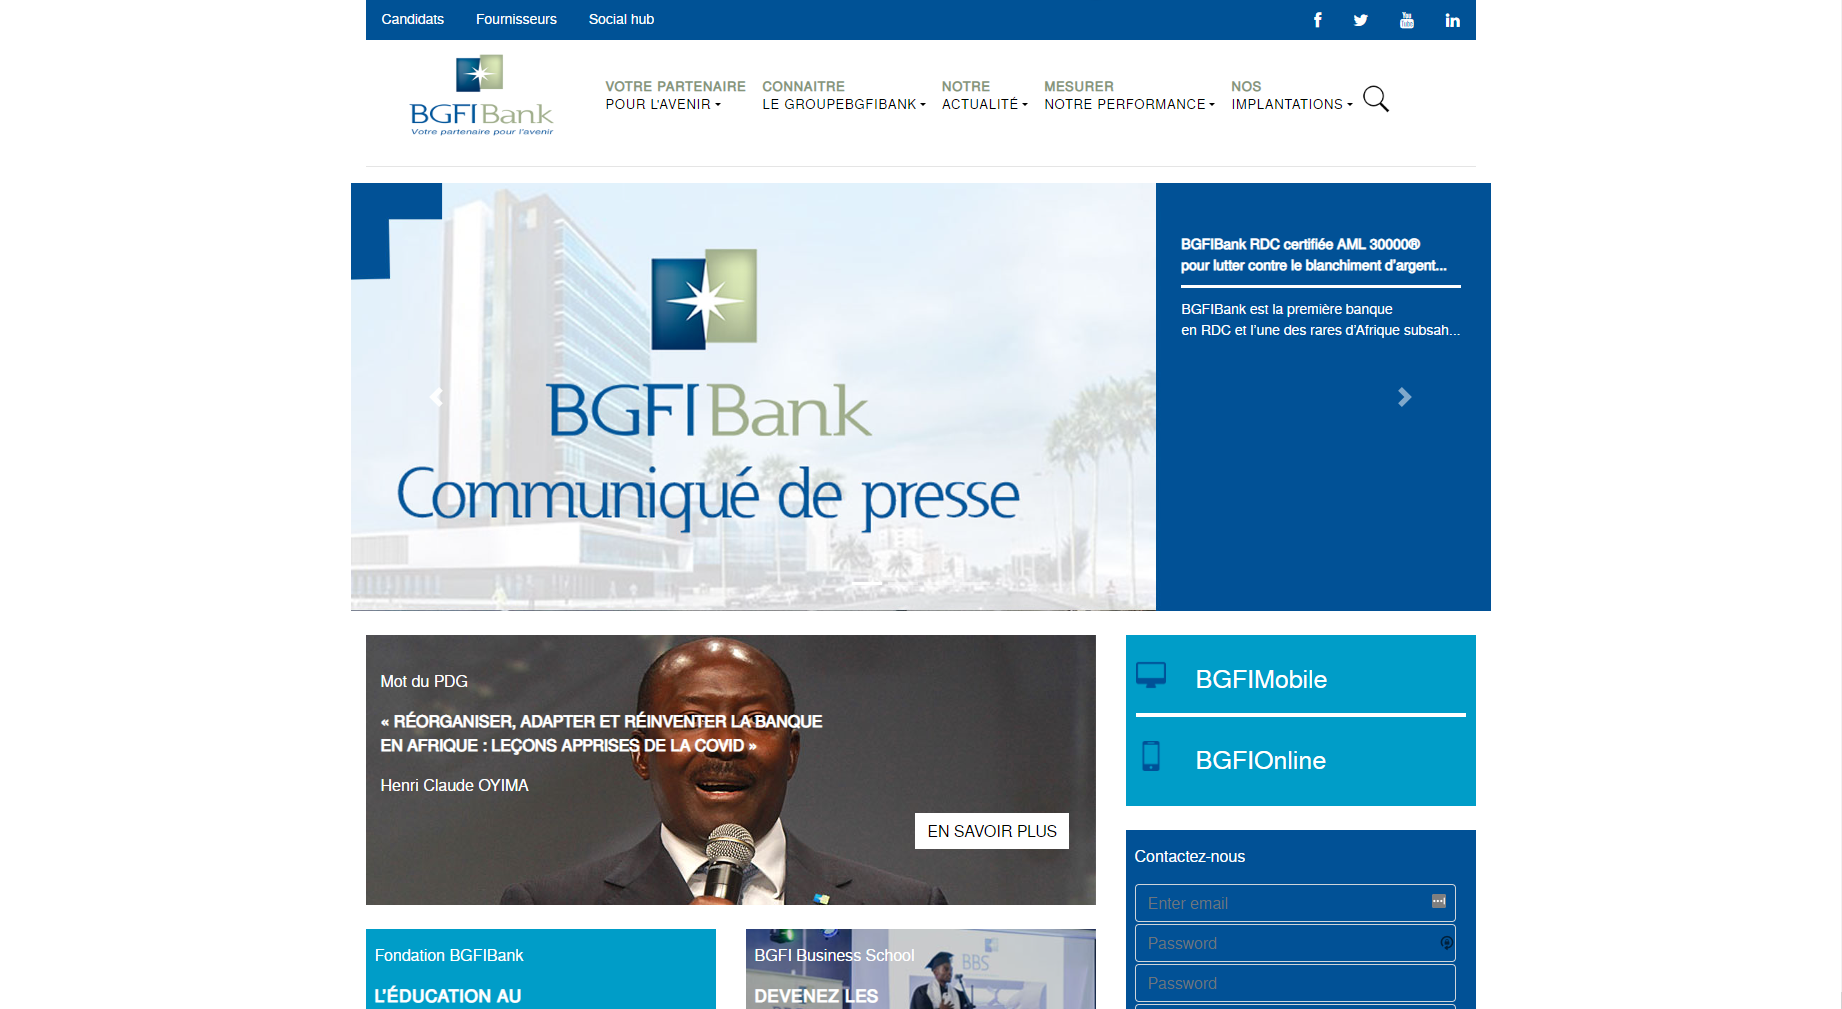 Candidats
Fournisseurs
Social hub
BGFIBank
Votre partenaire pour l'avenir
VOTRE PARTENAIRE
POUR L'AVENIR
CONNAITRE
LE GROUPEBGFIBANK
NOTRE
ACTUALITÉ
MESURER
NOTRE PERFORMANCE
NOS
IMPLANTATIONS
BGFIBank
Communiqué de presse
BGFIBank RDC certifiée AML 30000®
pour lutter contre le blanchiment d'argent...
BGFIBank est la première banque
en RDC et l'une des rares d'Afrique subsah...
Mot du PDG
« RÉORGANISER, ADAPTER ET RÉINVENTER LA BANQUE
EN AFRIQUE : LEÇONS APPRISES DE LA COVID »
Henri Claude OYIMA
EN SAVOIR PLUS
BGFIMobile
BGFIOnline
Contactez-nous
Enter email
Password
Password
Fondation BGFIBank
L'ÉDUCATION AU
BGFI Business School
BBS
DEVENEZ LES